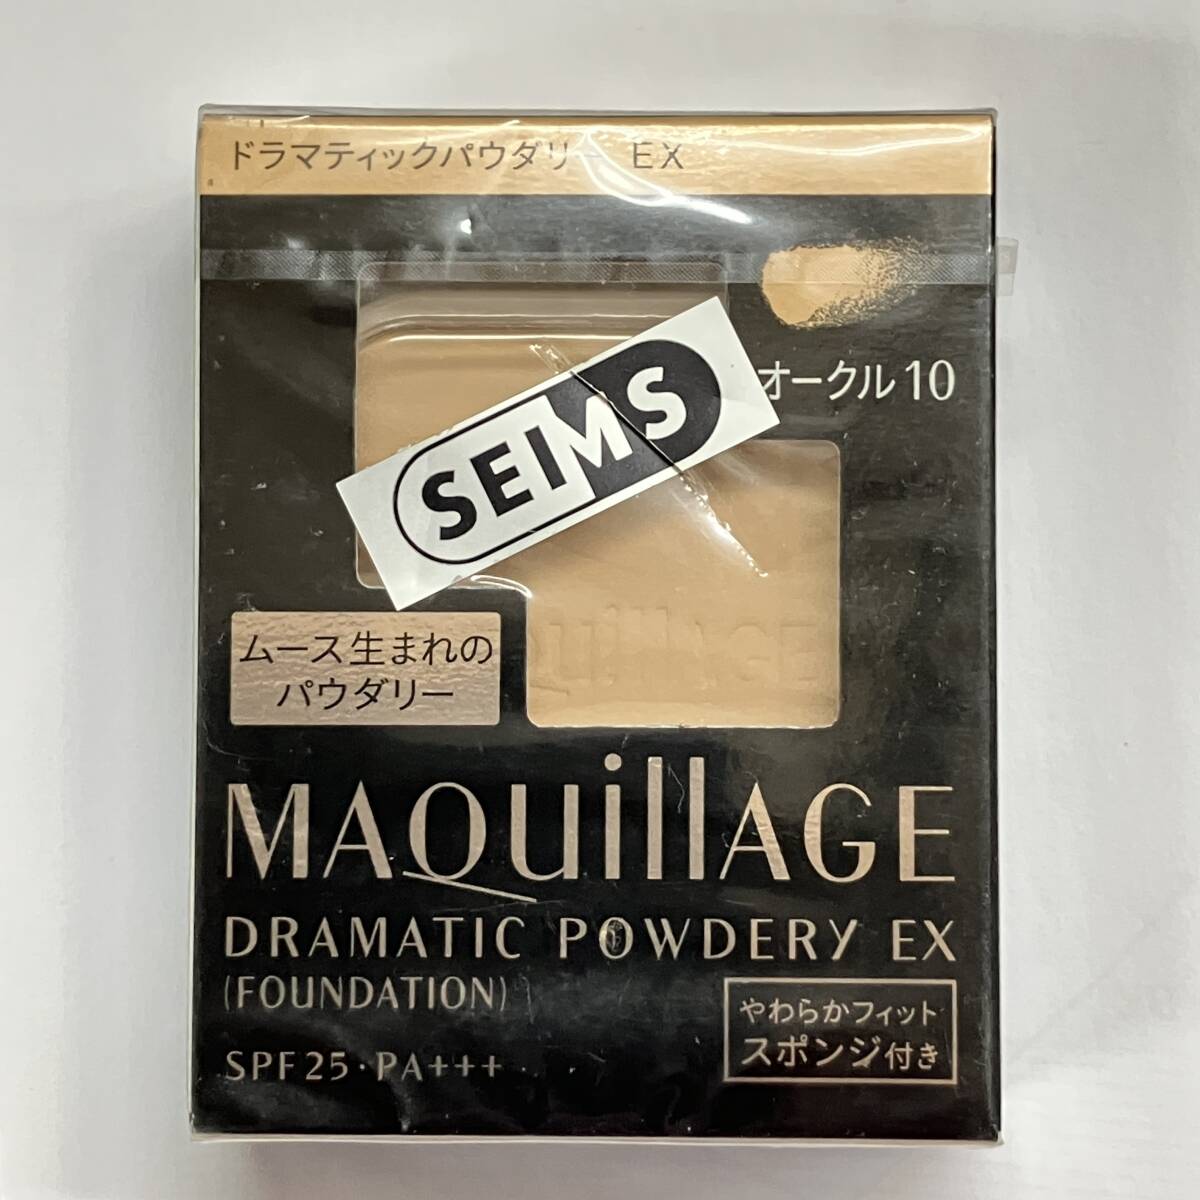 ドラマティックパウダリー EX
オークル10
SEIMS
ムース生まれの
パウダリー
quillAGE
MAQuillAGE
DRAMATIC POWDERY EX
(FOUNDATION)
SPF25・PA+++
やわらかフィット
スポンジ付き